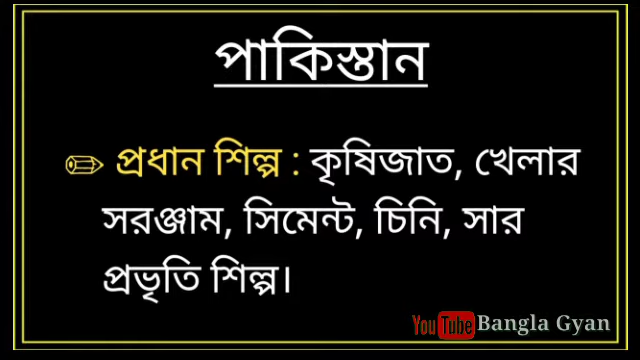 পাকিস্তান
✏ প্রধান শিল্প : কৃষিজাত, খেলার
সরঞ্জাম, সিমেন্ট, চিনি, সার
প্রভৃতি শিল্প।
YouTube Bangla Gyan